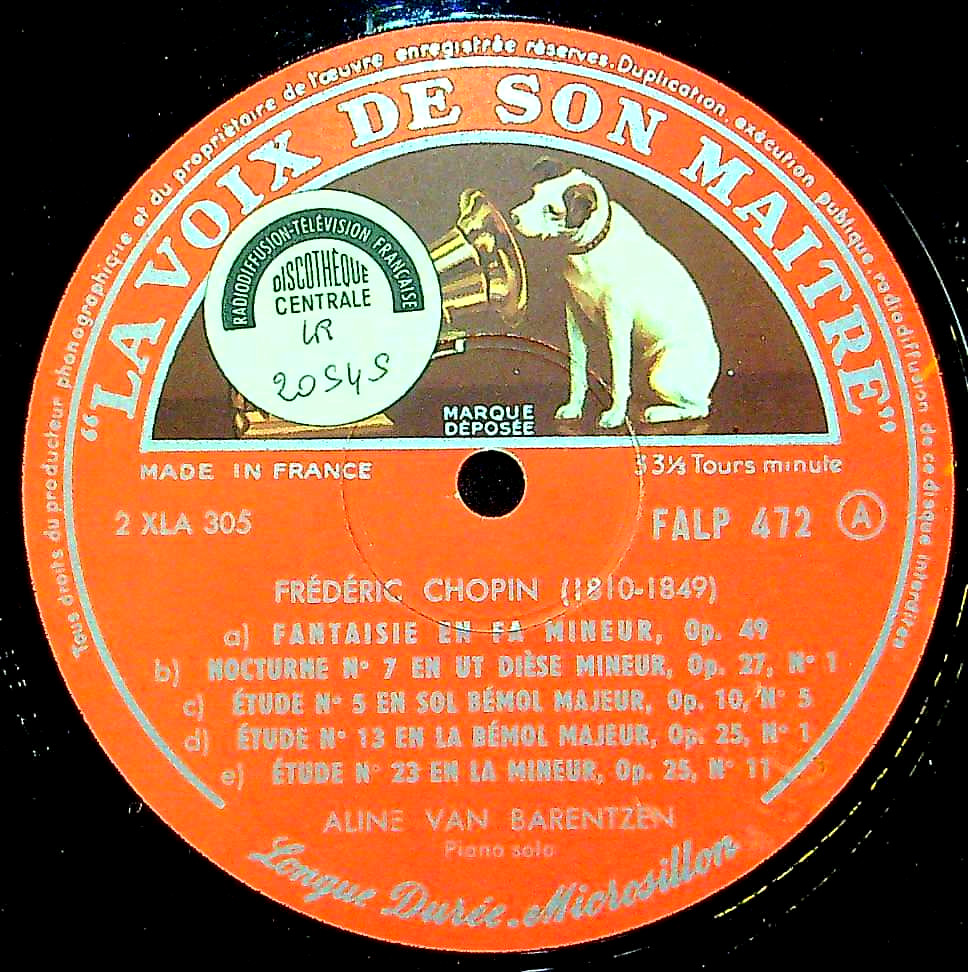 Tous droits du producteur phonographique et du propriétaire de l'œuvre enregistrée réservés. Duplication, exécution publique, radiodiffusion de ce disque interdites
"LA VOIX DE SON MAITRE"
RADIODIFFUSION-TÉLÉVISION FRANÇAISE
DISCOTHÈQUE
CENTRALE
LR
20545
MARQUE
DÉPOSÉE
MADE IN FRANCE
33⅓ Tours minute
2 XLA 305
FALP 472 A
FRÉDÉRIC CHOPIN (1810-1849)
a) FANTAISIE EN FA MINEUR, Op. 49
b) NOCTURNE N° 7 EN UT DIÈSE MINEUR, Op. 27, N° 1
c) ÉTUDE N° 5 EN SOL BÉMOL MAJEUR, Op. 10, N° 5
d) ÉTUDE N° 13 EN LA BÉMOL MAJEUR, Op. 25, N° 1
e) ÉTUDE N° 23 EN LA MINEUR, Op. 25, N° 11
ALINE VAN BARENTZEN
Piano solo
Longue Durée. Microsillon